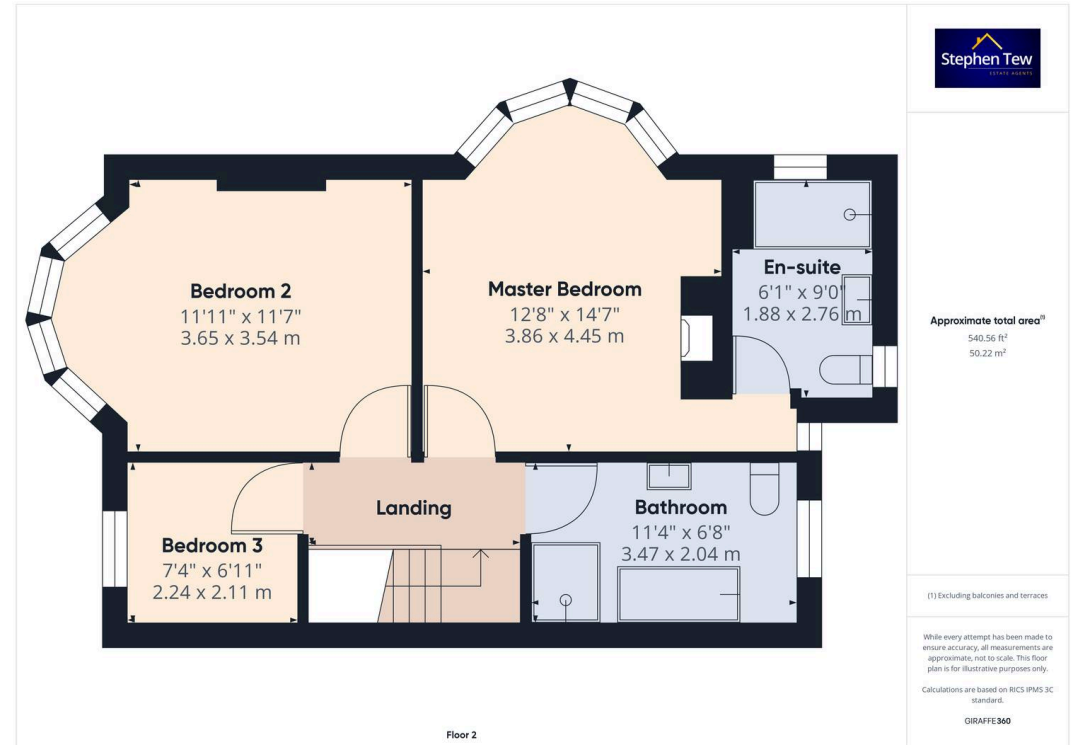 Stephen Tew
ESTATE AGENTS
Bedroom 2
11'11" x 11'7"
3.65 x 3.54 m
Master Bedroom
12'8" x 14'7"
3.86 x 4.45 m
En-suite
6'1" x 9'0"
1.88 x 2.76 m
Landing
Bathroom
11'4" x 6'8"
3.47 x 2.04 m
Bedroom 3
7'4" x 6'11"
2.24 x 2.11 m
Floor 2
Approximate total area(1)
540.56 ft²
50.22 m²
(1) Excluding balconies and terraces
While every attempt has been made to
ensure accuracy, all measurements are
approximate, not to scale. This floor
plan is for illustrative purposes only.
Calculations are based on RICS IPMS 3C
standard.
GIRAFFE360